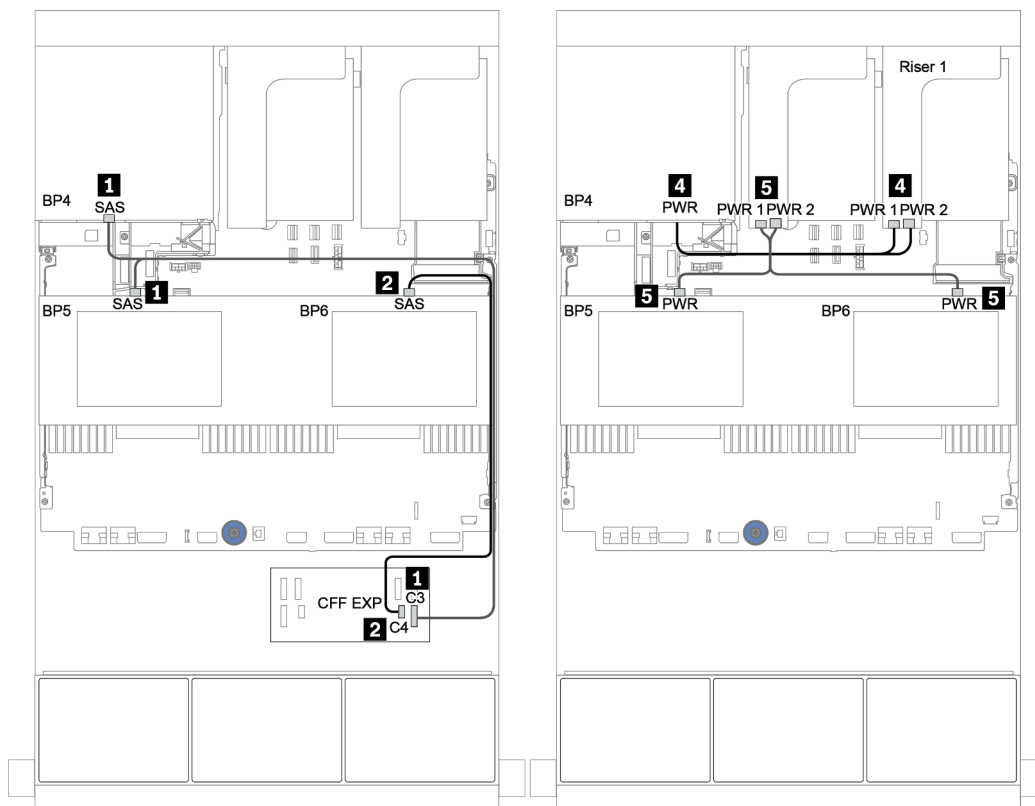 Riser 1
BP4
1
SAS
BP4
4
PWR
5
PWR 1 PWR 2
4
PWR 1 PWR 2
BP5
SAS
1
BP6
2
SAS
BP5
5
PWR
BP6
PWR
5
CFF EXP
1
C3
2
C4